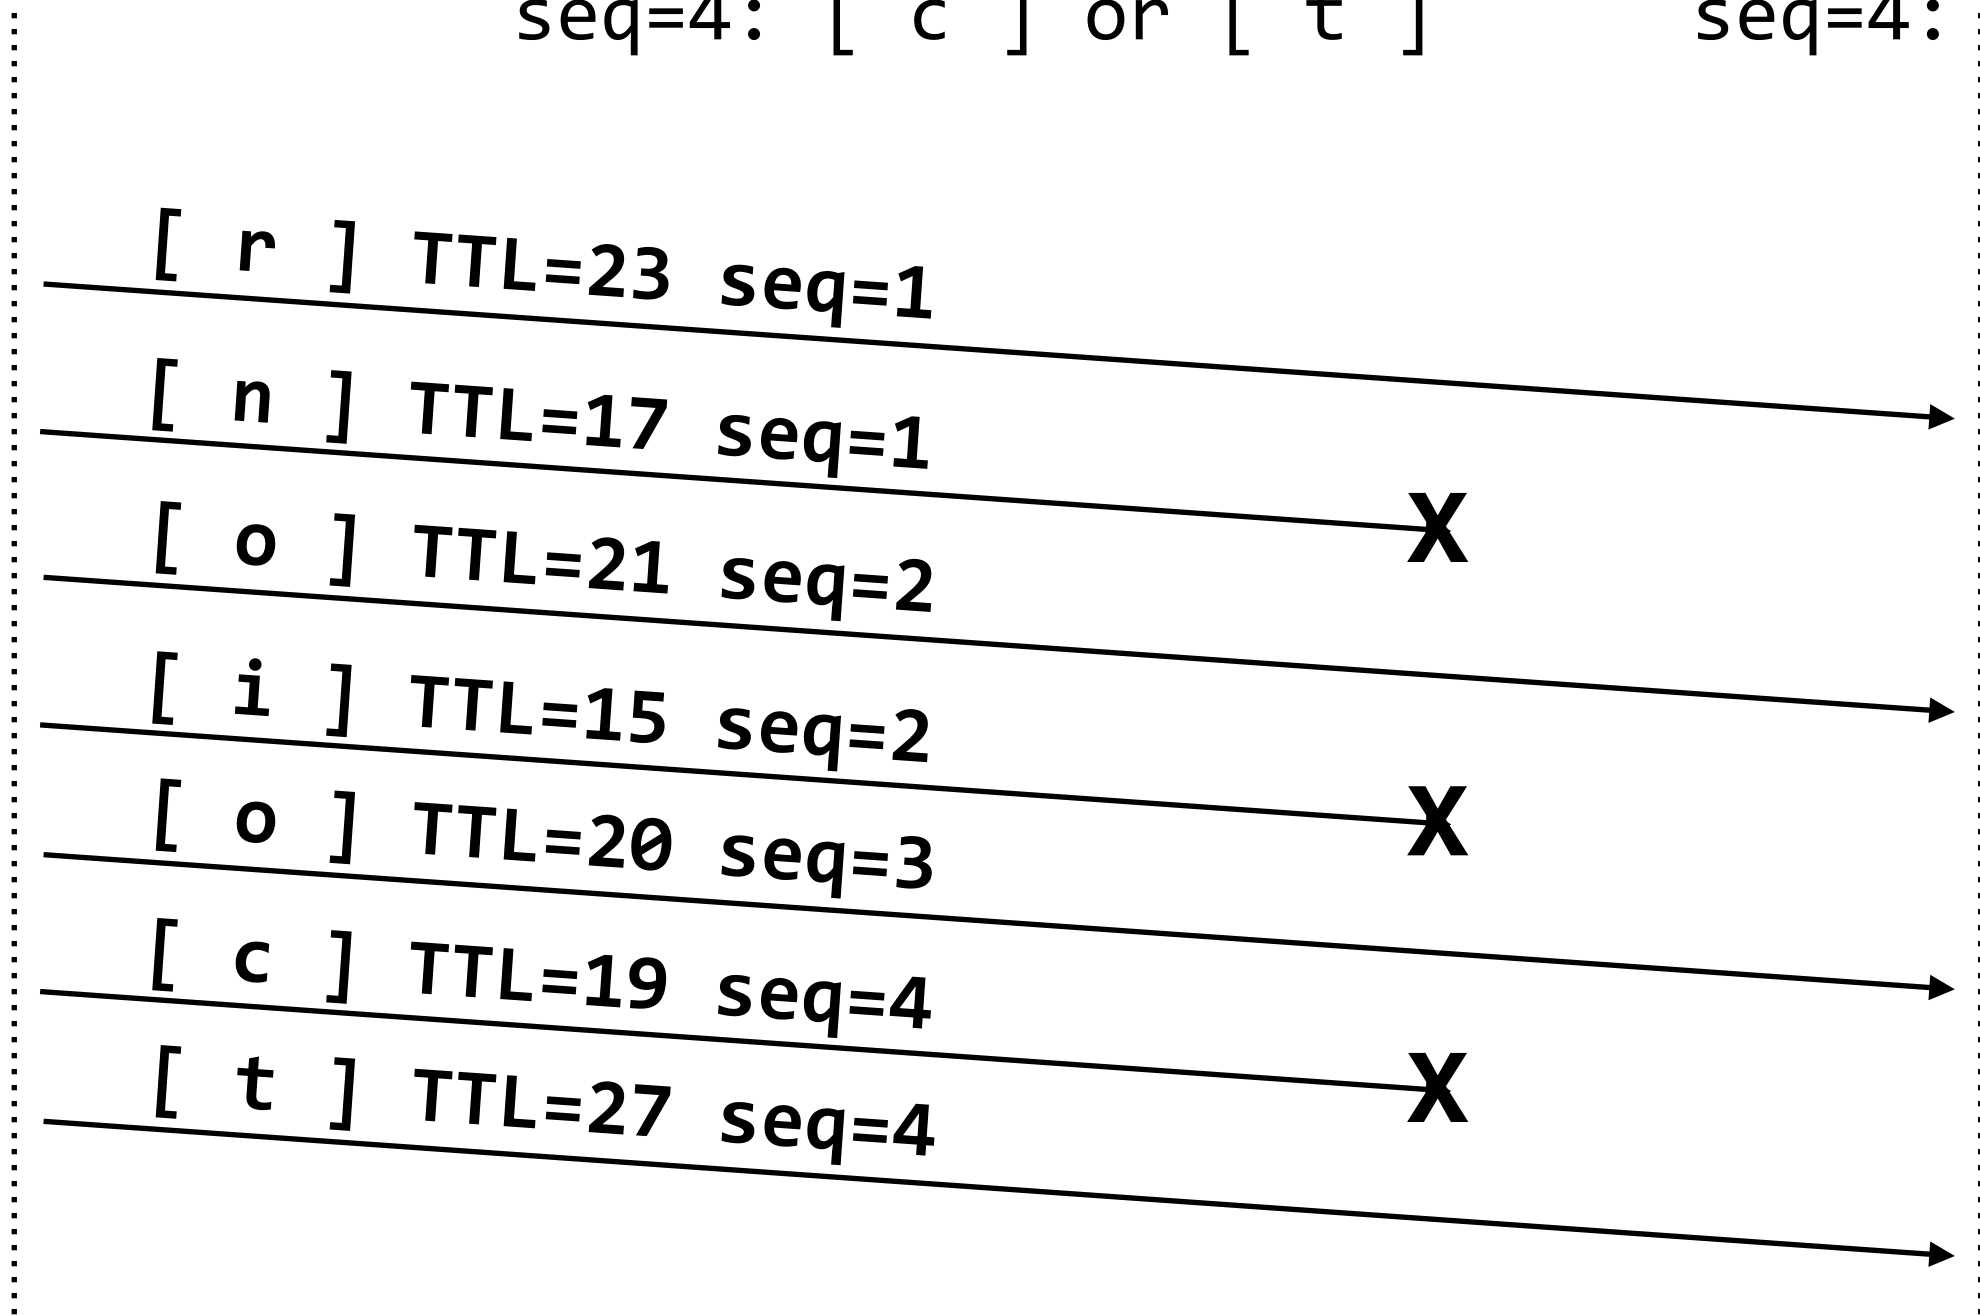 seq=4: [ c ] or [ t ] seq=4:
[ r ] TTL=23 seq=1
[ n ] TTL=17 seq=1
X
[ o ] TTL=21 seq=2
[ i ] TTL=15 seq=2
X
[ o ] TTL=20 seq=3
[ c ] TTL=19 seq=4
X
[ t ] TTL=27 seq=4